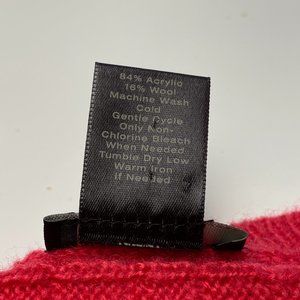 84% Acrylic
16% Wool
Machine Wash
Cold
Gentle Cycle
Only Non-
Chlorine Bleach
When Needed
Tumble Dry Low
Warm Iron
If Needed